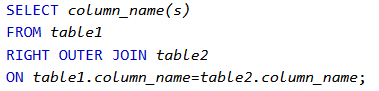 SELECT column_name(s)
FROM table1
RIGHT OUTER JOIN table2
ON table1.column_name=table2.column_name;